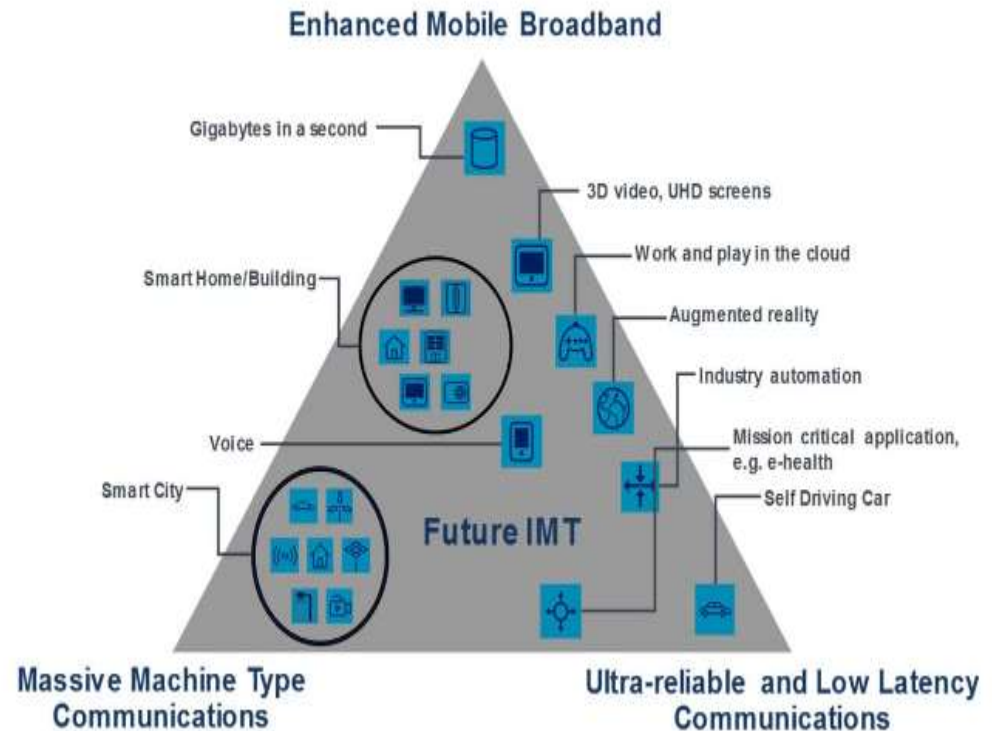 Enhanced Mobile Broadband
Gigabytes in a second
3D video, UHD screens
Work and play in the cloud
Smart Home/Building
Augmented reality
Industry automation
Voice
Mission critical application,
e.g. e-health
Smart City
Self Driving Car
Future IMT
Massive Machine Type
Communications
Ultra-reliable and Low Latency
Communications